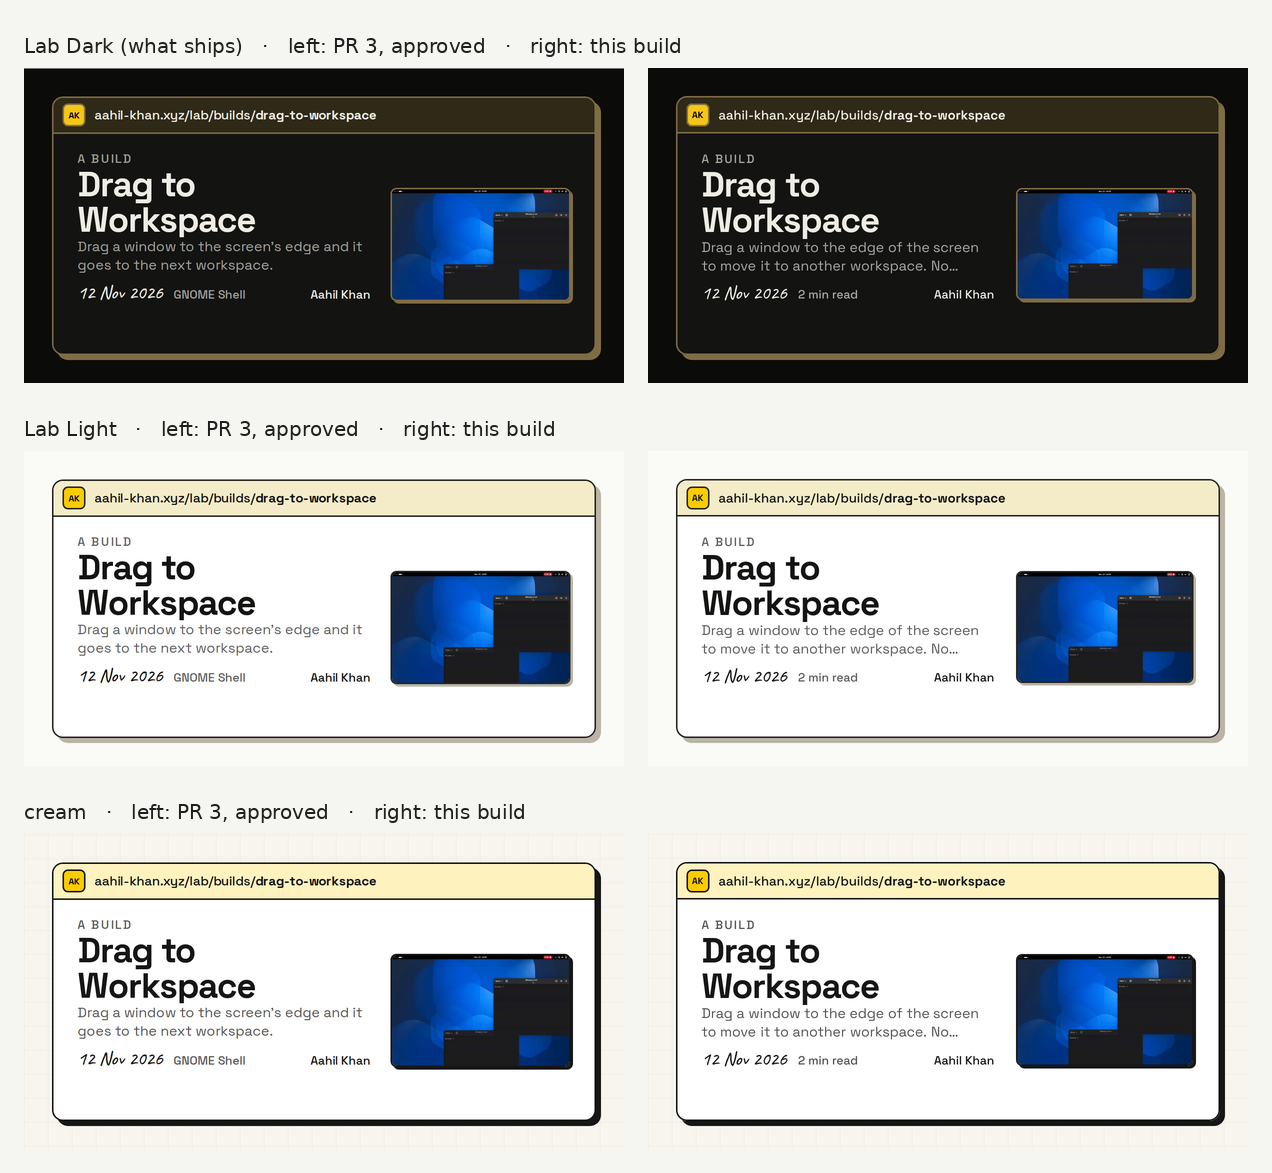 Lab Dark (what ships) · left: PR 3, approved · right: this build
AK aahil-khan.xyz/lab/builds/drag-to-workspace
A BUILD
Drag to
Workspace
Drag a window to the screen's edge and it
goes to the next workspace.
12 Nov 2026 GNOME Shell Aahil Khan
AK aahil-khan.xyz/lab/builds/drag-to-workspace
A BUILD
Drag to
Workspace
Drag a window to the edge of the screen
to move it to another workspace. No…
12 Nov 2026 2 min read Aahil Khan
Lab Light · left: PR 3, approved · right: this build
AK aahil-khan.xyz/lab/builds/drag-to-workspace
A BUILD
Drag to
Workspace
Drag a window to the screen's edge and it
goes to the next workspace.
12 Nov 2026 GNOME Shell Aahil Khan
AK aahil-khan.xyz/lab/builds/drag-to-workspace
A BUILD
Drag to
Workspace
Drag a window to the edge of the screen
to move it to another workspace. No…
12 Nov 2026 2 min read Aahil Khan
cream · left: PR 3, approved · right: this build
AK aahil-khan.xyz/lab/builds/drag-to-workspace
A BUILD
Drag to
Workspace
Drag a window to the screen's edge and it
goes to the next workspace.
12 Nov 2026 GNOME Shell Aahil Khan
AK aahil-khan.xyz/lab/builds/drag-to-workspace
A BUILD
Drag to
Workspace
Drag a window to the edge of the screen
to move it to another workspace. No…
12 Nov 2026 2 min read Aahil Khan